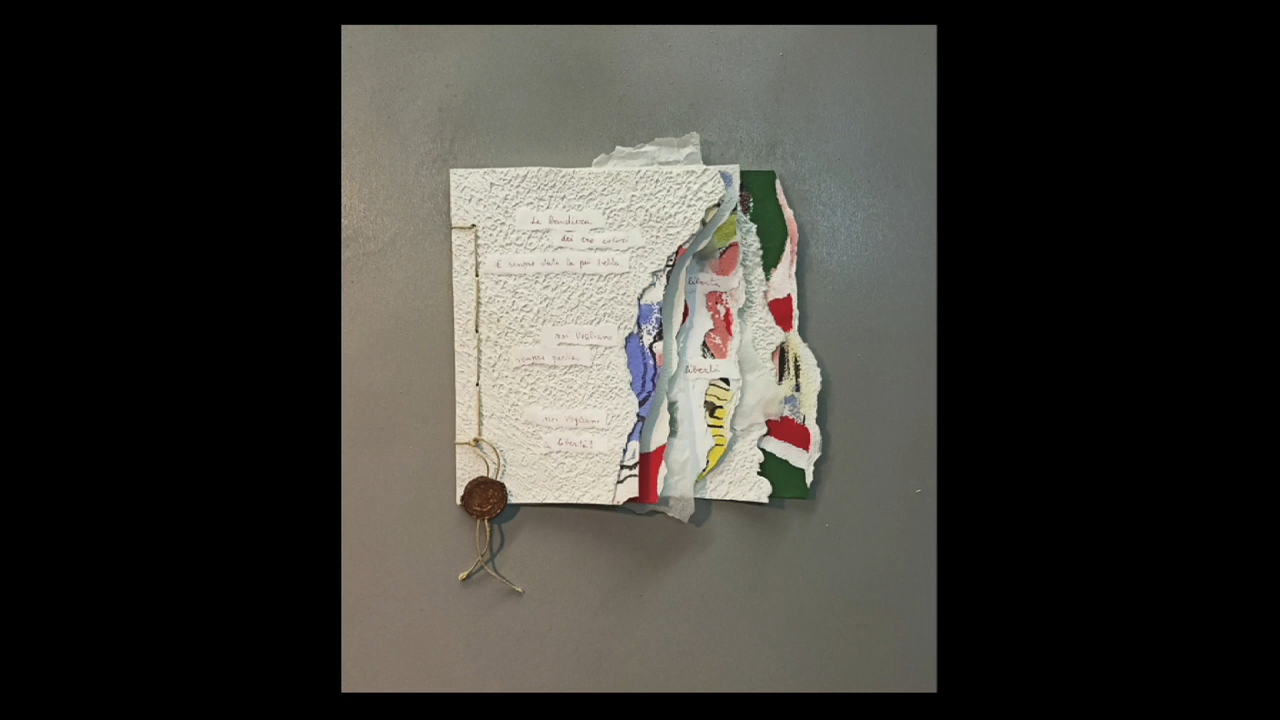 La bandiera
dei tre colori
È sempre stata la più bella
noi vogliamo
sempre quella
noi vogliamo
libertà!
libertà
libertà